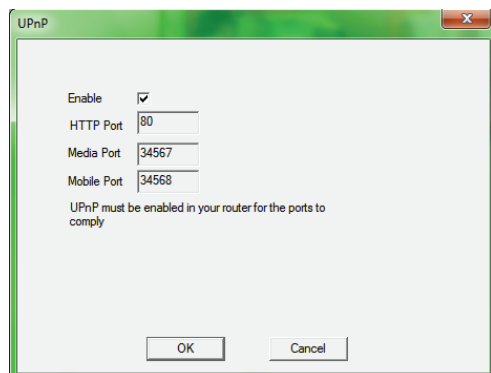 UPnP
Enable
HTTP Port 80
Media Port 34567
Mobile Port 34568
UPnP must be enabled in your router for the ports to
comply
OK Cancel